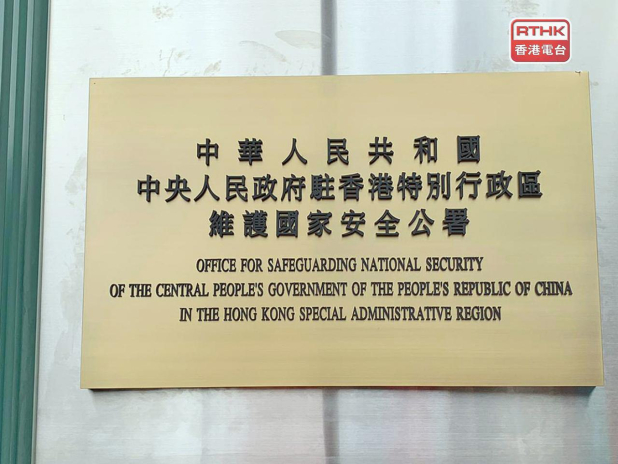 RTHK
香港電台
中華人民共和國
中央人民政府駐香港特別行政區
維護國家安全公署
OFFICE FOR SAFEGUARDING NATIONAL SECURITY
OF THE CENTRAL PEOPLE'S GOVERNMENT OF THE PEOPLE'S REPUBLIC OF CHINA
IN THE HONG KONG SPECIAL ADMINISTRATIVE REGION